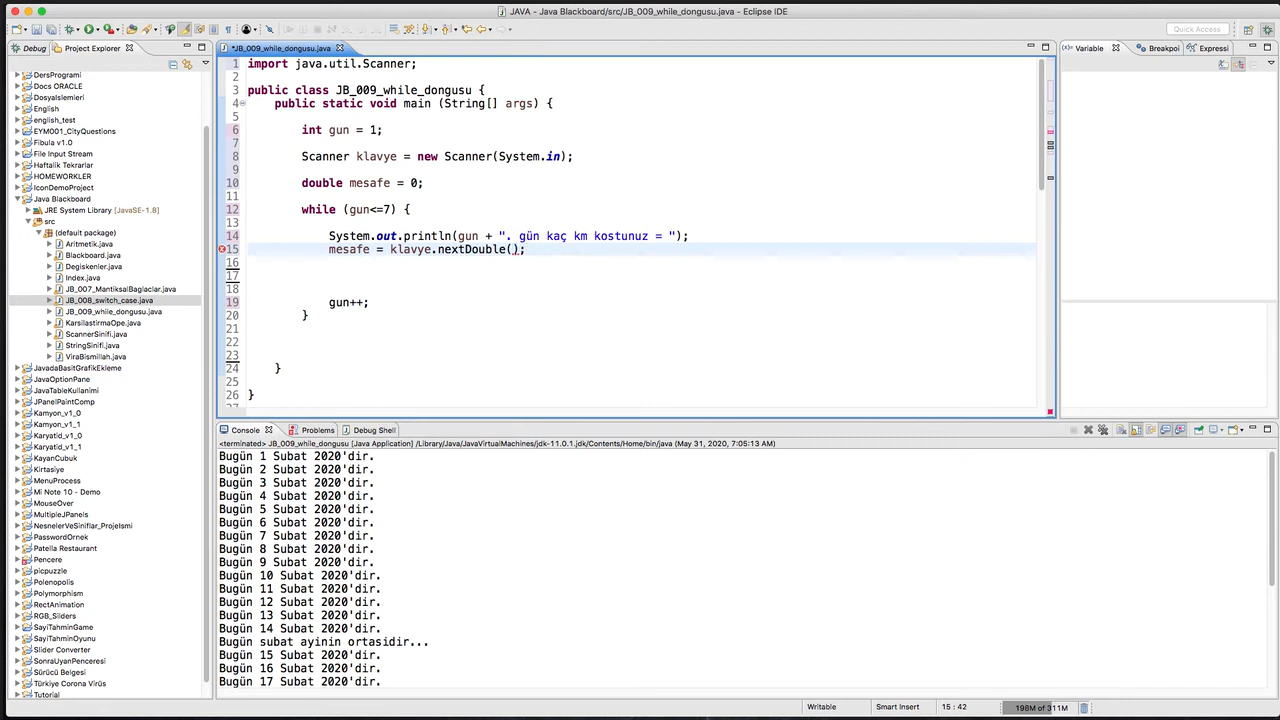 JAVA - Java Blackboard/src/JB_009_while_dongusu.java - Eclipse IDE
Quick Access
Debug
Project Explorer
DersProgrami
Docs ORACLE
DosyaIslemleri
English
english_test
EYM001_CityQuestions
Fibula v1.0
File Input Stream
Haftalik Tekrarlar
HOMEWORKLER
IconDemoProject
Java Blackboard
JRE System Library [JavaSE-1.8]
src
(default package)
Aritmetik.java
Blackboard.java
Degiskenler.java
Index.java
JB_007_MantiksalBaglaclar.java
JB_008_switch_case.java
JB_009_while_dongusu.java
KarsilastirmaOpe.java
ScannerSinifi.java
StringSinifi.java
ViraBismillah.java
JavadaBasitGrafikEkleme
JavaOptionPane
JavaTableKullanimi
JPanelPaintComp
Kamyon_v1_0
Kamyon_v1_1
Karyatid_v1_0
Karyatid_v1_1
KayanCubuk
Kirtasiye
MenuProcess
Mi Note 10 - Demo
MouseOver
MultipleJPanels
NesnelerVeSiniflar_Projelsmi
PasswordOrnek
Patella Restaurant
Pencere
picpuzzle
Polenopolis
Polymorphism
RectAnimation
RGB_Sliders
SayiTahminGame
SayiTahminOyunu
Slider Converter
SonraUyanPenceresi
Sürücü Belgesi
Türkiye Corona Virüs
Tutorial
*JB_009_while_dongusu.java
1 import java.util.Scanner;
2
3 public class JB_009_while_dongusu {
4 public static void main (String[] args) {
5
6 int gun = 1;
7
8 Scanner klavye = new Scanner(System.in);
9
10 double mesafe = 0;
11
12 while (gun<=7) {
13
14 System.out.println(gun + ". gün kaç km kostunuz = ");
15 mesafe = klavye.nextDouble();
16
17
18
19 gun++;
20 }
21
22
23
24 }
25
26 }
27
Variable
Breakpoi
Expressi
Console
Problems
Debug Shell
<terminated> JB_009_while_dongusu [Java Application] /Library/Java/JavaVirtualMachines/jdk-11.0.1.jdk/Contents/Home/bin/java (May 31, 2020, 7:05:13 AM)
Bugün 1 Subat 2020'dir.
Bugün 2 Subat 2020'dir.
Bugün 3 Subat 2020'dir.
Bugün 4 Subat 2020'dir.
Bugün 5 Subat 2020'dir.
Bugün 6 Subat 2020'dir.
Bugün 7 Subat 2020'dir.
Bugün 8 Subat 2020'dir.
Bugün 9 Subat 2020'dir.
Bugün 10 Subat 2020'dir.
Bugün 11 Subat 2020'dir.
Bugün 12 Subat 2020'dir.
Bugün 13 Subat 2020'dir.
Bugün 14 Subat 2020'dir.
Bugün subat ayinin ortasidir...
Bugün 15 Subat 2020'dir.
Bugün 16 Subat 2020'dir.
Bugün 17 Subat 2020'dir.
Writable
Smart Insert
15 : 42
198M of 311M